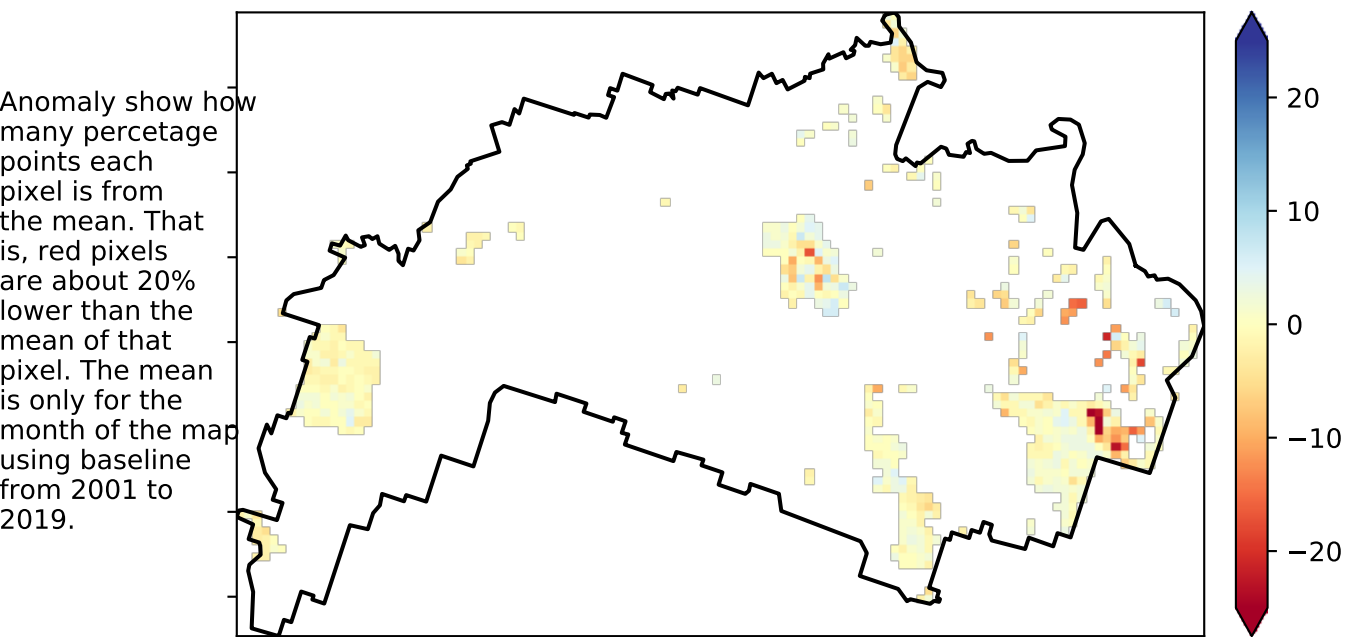 Anomaly show how
many percetage
points each
pixel is from
the mean. That
is, red pixels
are about 20%
lower than the
mean of that
pixel. The mean
is only for the
month of the map
using baseline
from 2001 to
2019.
20
10
0
−10
−20